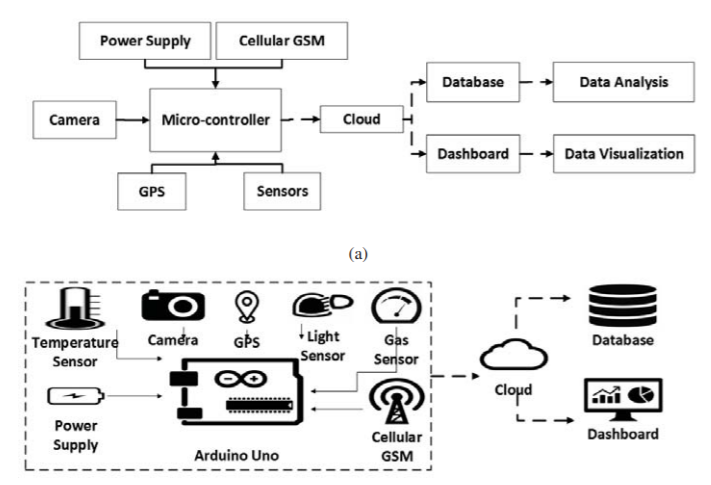 Power Supply
Cellular GSM
Camera
Micro-controller
Cloud
Database
Data Analysis
Dashboard
Data Visualization
GPS
Sensors
(a)
Temperature
Sensor
Camera
GPS
Light
Sensor
Gas
Sensor
Power
Supply
Arduino Uno
Cellular
GSM
Cloud
Database
Dashboard